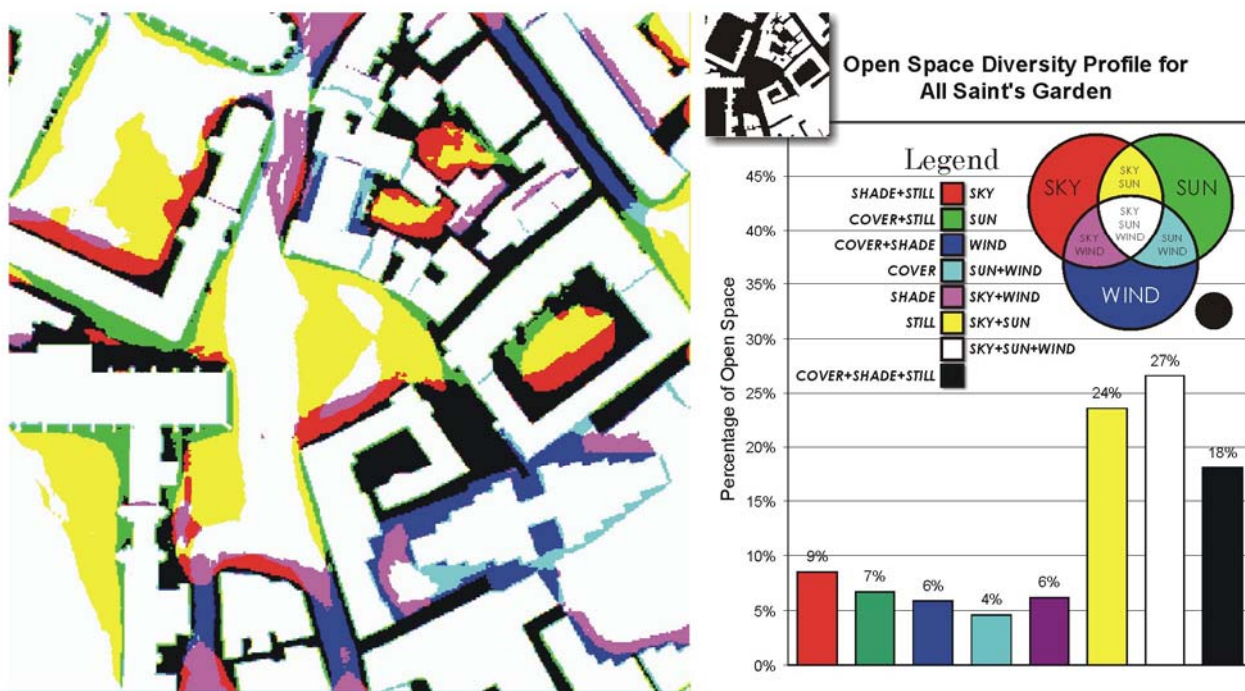 Open Space Diversity Profile for
All Saint's Garden
Legend
SHADE+STILL SKY
COVER+STILL SUN
COVER+SHADE WIND
COVER SUN+WIND
SHADE SKY+WIND
STILL SKY+SUN
SKY+SUN+WIND
COVER+SHADE+STILL
SKY
SKY
SUN
SUN
SKY
SUN
WIND
SKY
WIND
SUN
WIND
WIND
Percentage of Open Space
45%
40%
35%
30%
25%
20%
15%
10%
5%
0%
9%
7%
6%
4%
6%
24%
27%
18%